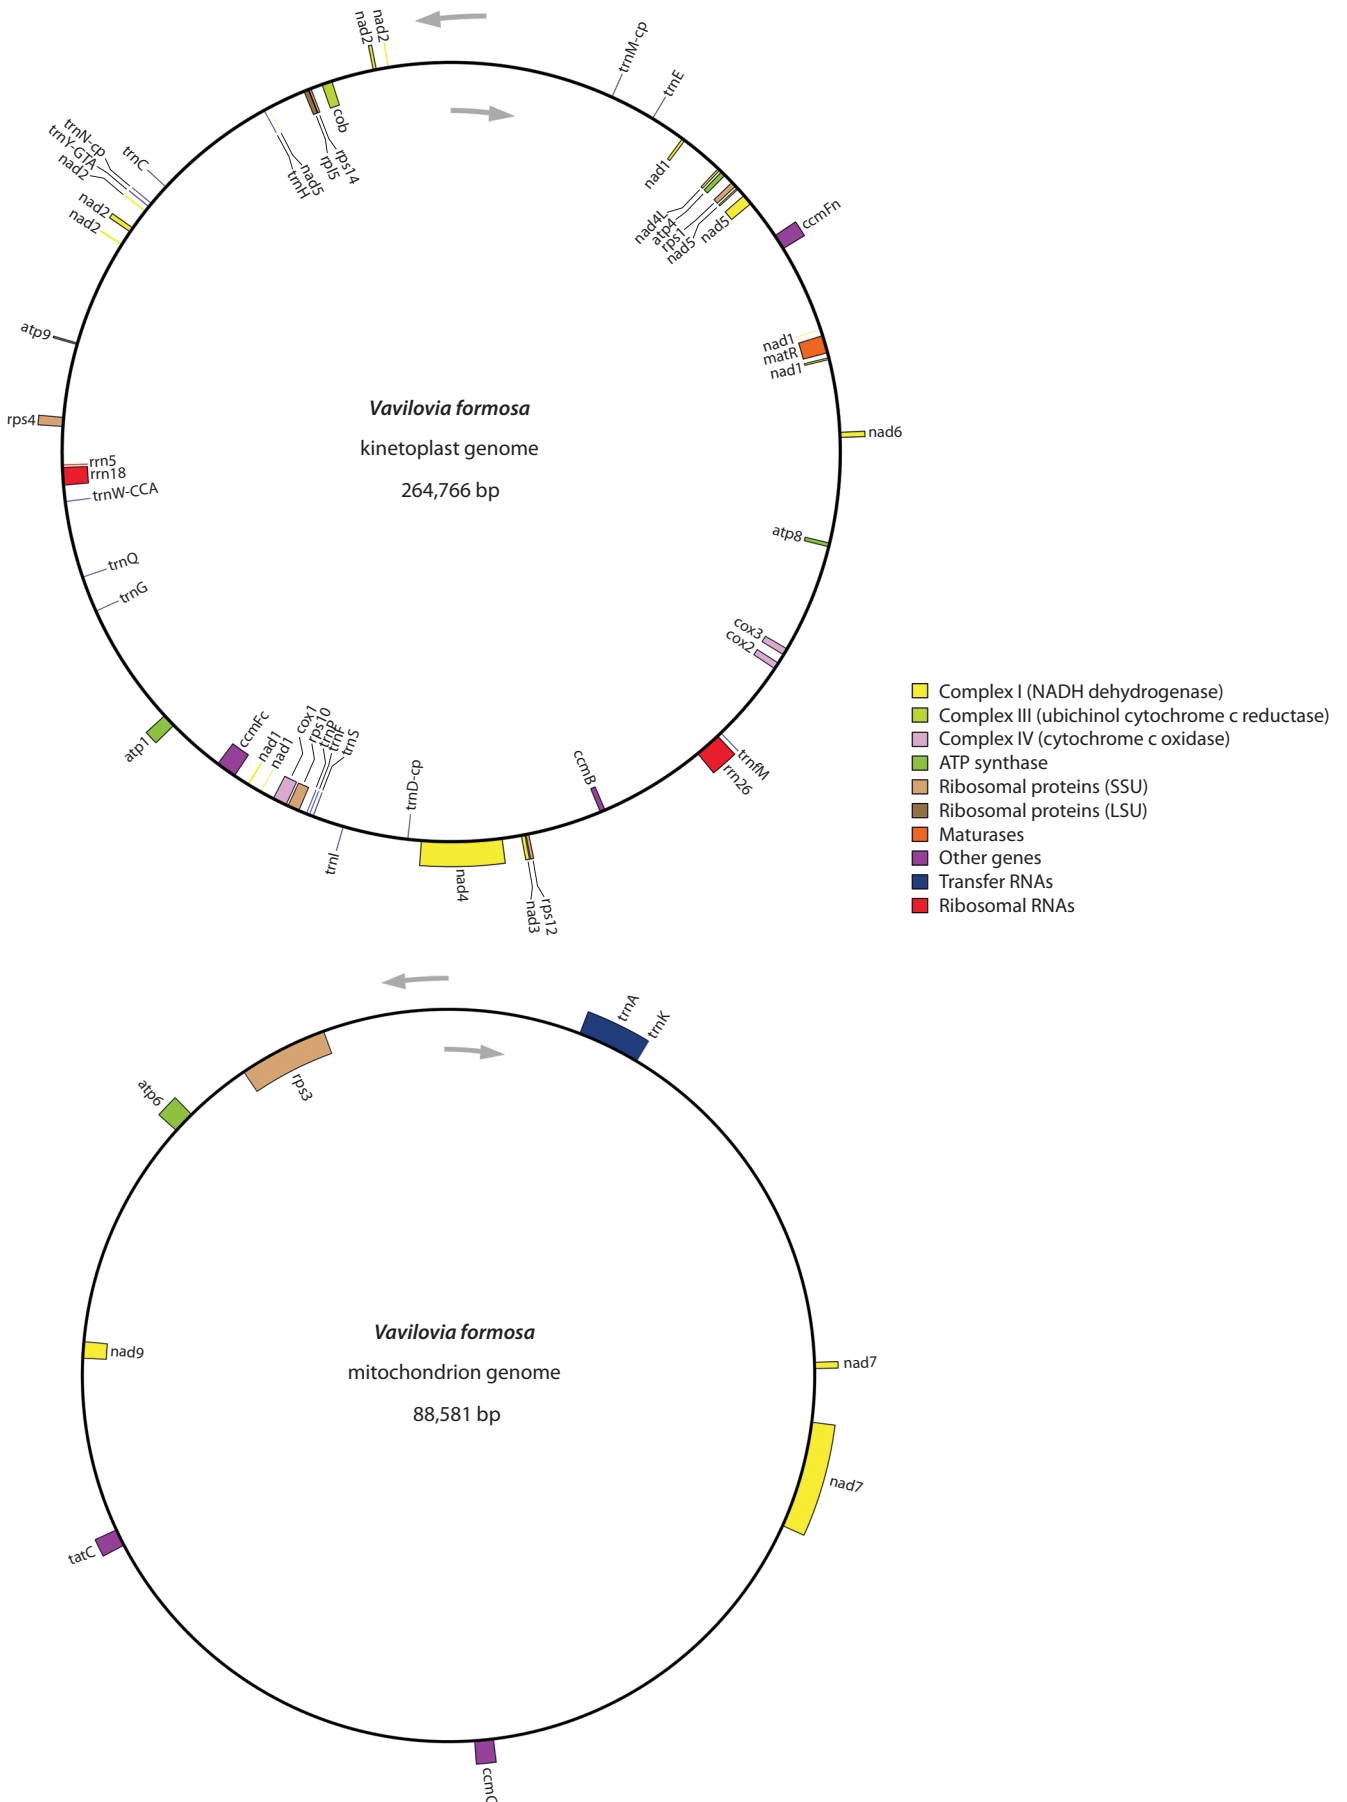 nad2
nad2
trnM-cp
trnE
cob
rps14
rpl5
nad5
trnH
trnC
trnN-cp
trnY-GTA
nad2
nad2
nad2
nad1
nad4L
atp4
rps1
nad5
nad5
ccmFn
nad1
matR
nad1
atp9
rps4
nad6
Vavilovia formosa
kinetoplast genome
264,766 bp
rrn5
rrn18
trnW-CCA
trnQ
trnG
atp8
cox3
cox2
trnfM
rrn26
atp1
ccmFc
nad1
nad1
cox1
rps10
trnP
trnF
trnS
trnI
trnD-cp
nad4
nad3
rps12
ccmB
Complex I (NADH dehydrogenase)
Complex III (ubichinol cytochrome c reductase)
Complex IV (cytochrome c oxidase)
ATP synthase
Ribosomal proteins (SSU)
Ribosomal proteins (LSU)
Maturases
Other genes
Transfer RNAs
Ribosomal RNAs
trnA
trnK
rps3
atp6
nad9
Vavilovia formosa
mitochondrion genome
88,581 bp
nad7
nad7
tatC
ccmC